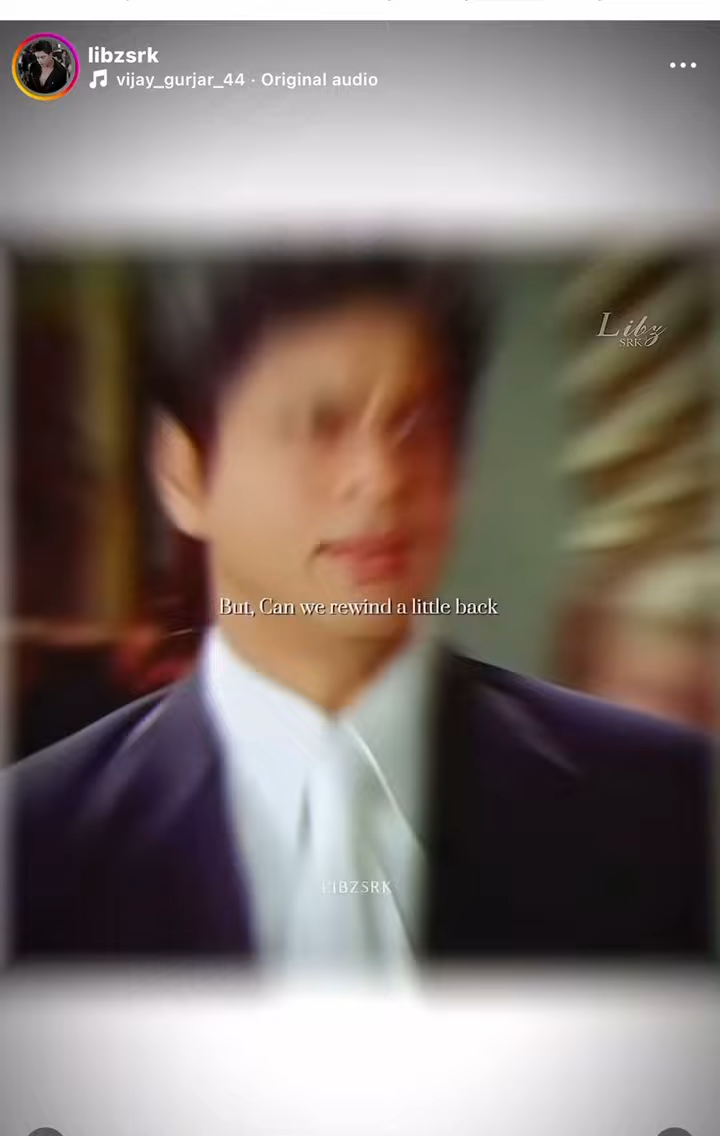 libzsrk
vijay_gurjar_44 · Original audio
Libz
SRK
But, Can we rewind a little back
LIBZSRK